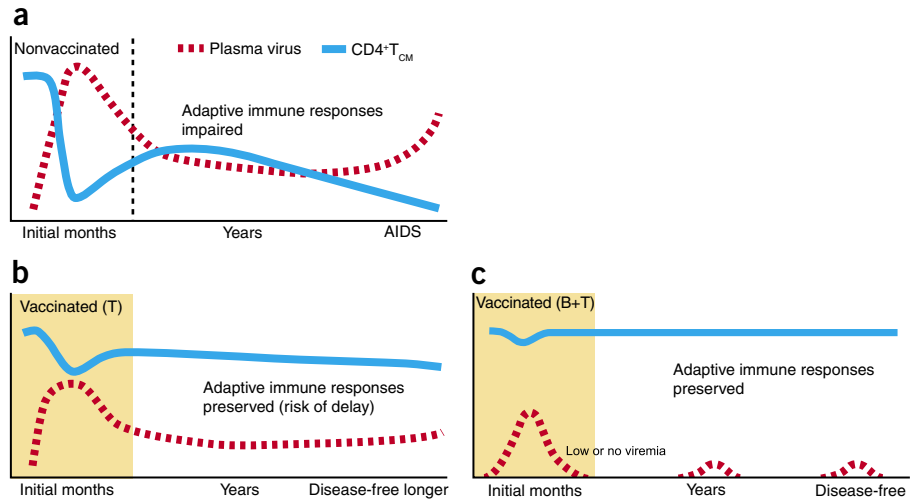 a
Nonvaccinated
Plasma virus
CD4⁺T_CM
Adaptive immune responses
impaired
Initial months
Years
AIDS
b
Vaccinated (T)
Adaptive immune responses
preserved (risk of delay)
Initial months
Years
Disease-free longer
c
Vaccinated (B+T)
Adaptive immune responses
preserved
Low or no viremia
Initial months
Years
Disease-free